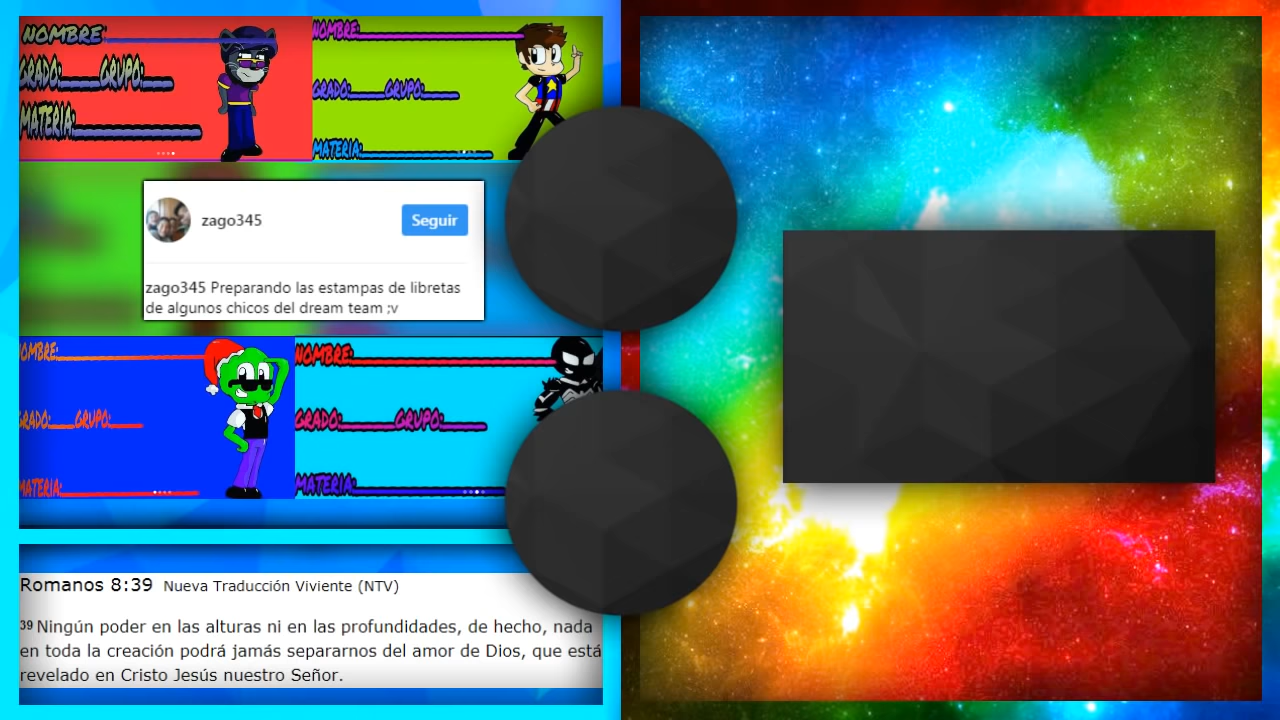 NOMBRE:
GRADO: GRUPO:
MATERIA:
NOMBRE:
GRADO: GRUPO:
MATERIA:
zago345 Seguir
zago345 Preparando las estampas de libretas
de algunos chicos del dream team ;v
NOMBRE:
GRADO: GRUPO:
MATERIA:
NOMBRE:
GRADO: GRUPO:
MATERIA:
Romanos 8:39 Nueva Traducción Viviente (NTV)
39 Ningún poder en las alturas ni en las profundidades, de hecho, nada
en toda la creación podrá jamás separarnos del amor de Dios, que está
revelado en Cristo Jesús nuestro Señor.